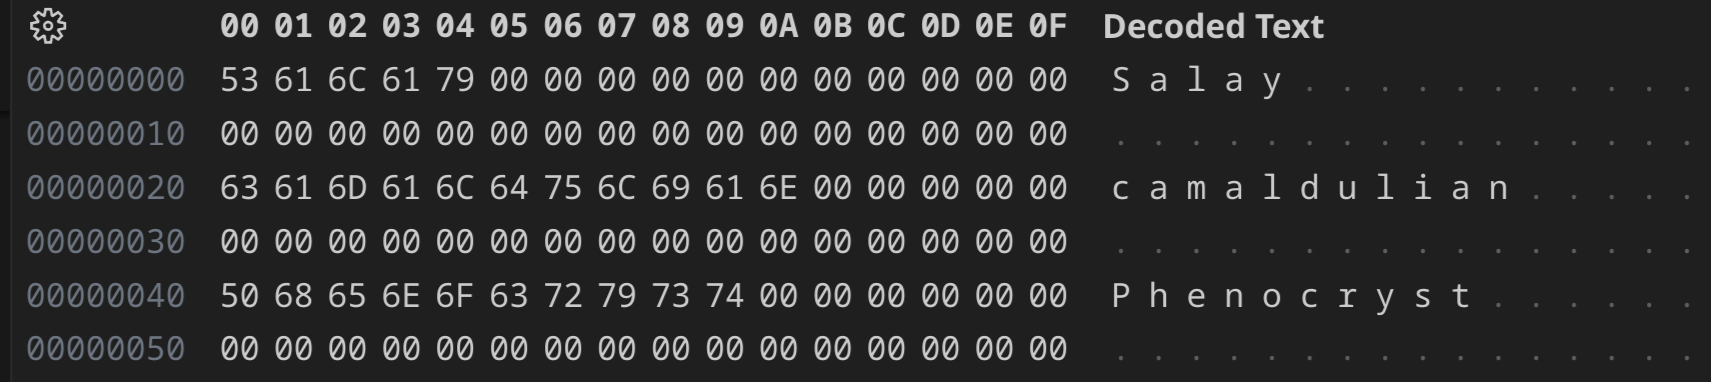 00 01 02 03 04 05 06 07 08 09 0A 0B 0C 0D 0E 0F Decoded Text
00000000 53 61 6C 61 79 00 00 00 00 00 00 00 00 00 00 00 S a l a y . . . . . . . . . . .
00000010 00 00 00 00 00 00 00 00 00 00 00 00 00 00 00 00 . . . . . . . . . . . . . . . .
00000020 63 61 6D 61 6C 64 75 6C 69 61 6E 00 00 00 00 00 c a m a l d u l i a n . . . . .
00000030 00 00 00 00 00 00 00 00 00 00 00 00 00 00 00 00 . . . . . . . . . . . . . . . .
00000040 50 68 65 6E 6F 63 72 79 73 74 00 00 00 00 00 00 P h e n o c r y s t . . . . . .
00000050 00 00 00 00 00 00 00 00 00 00 00 00 00 00 00 00 . . . . . . . . . . . . . . . .